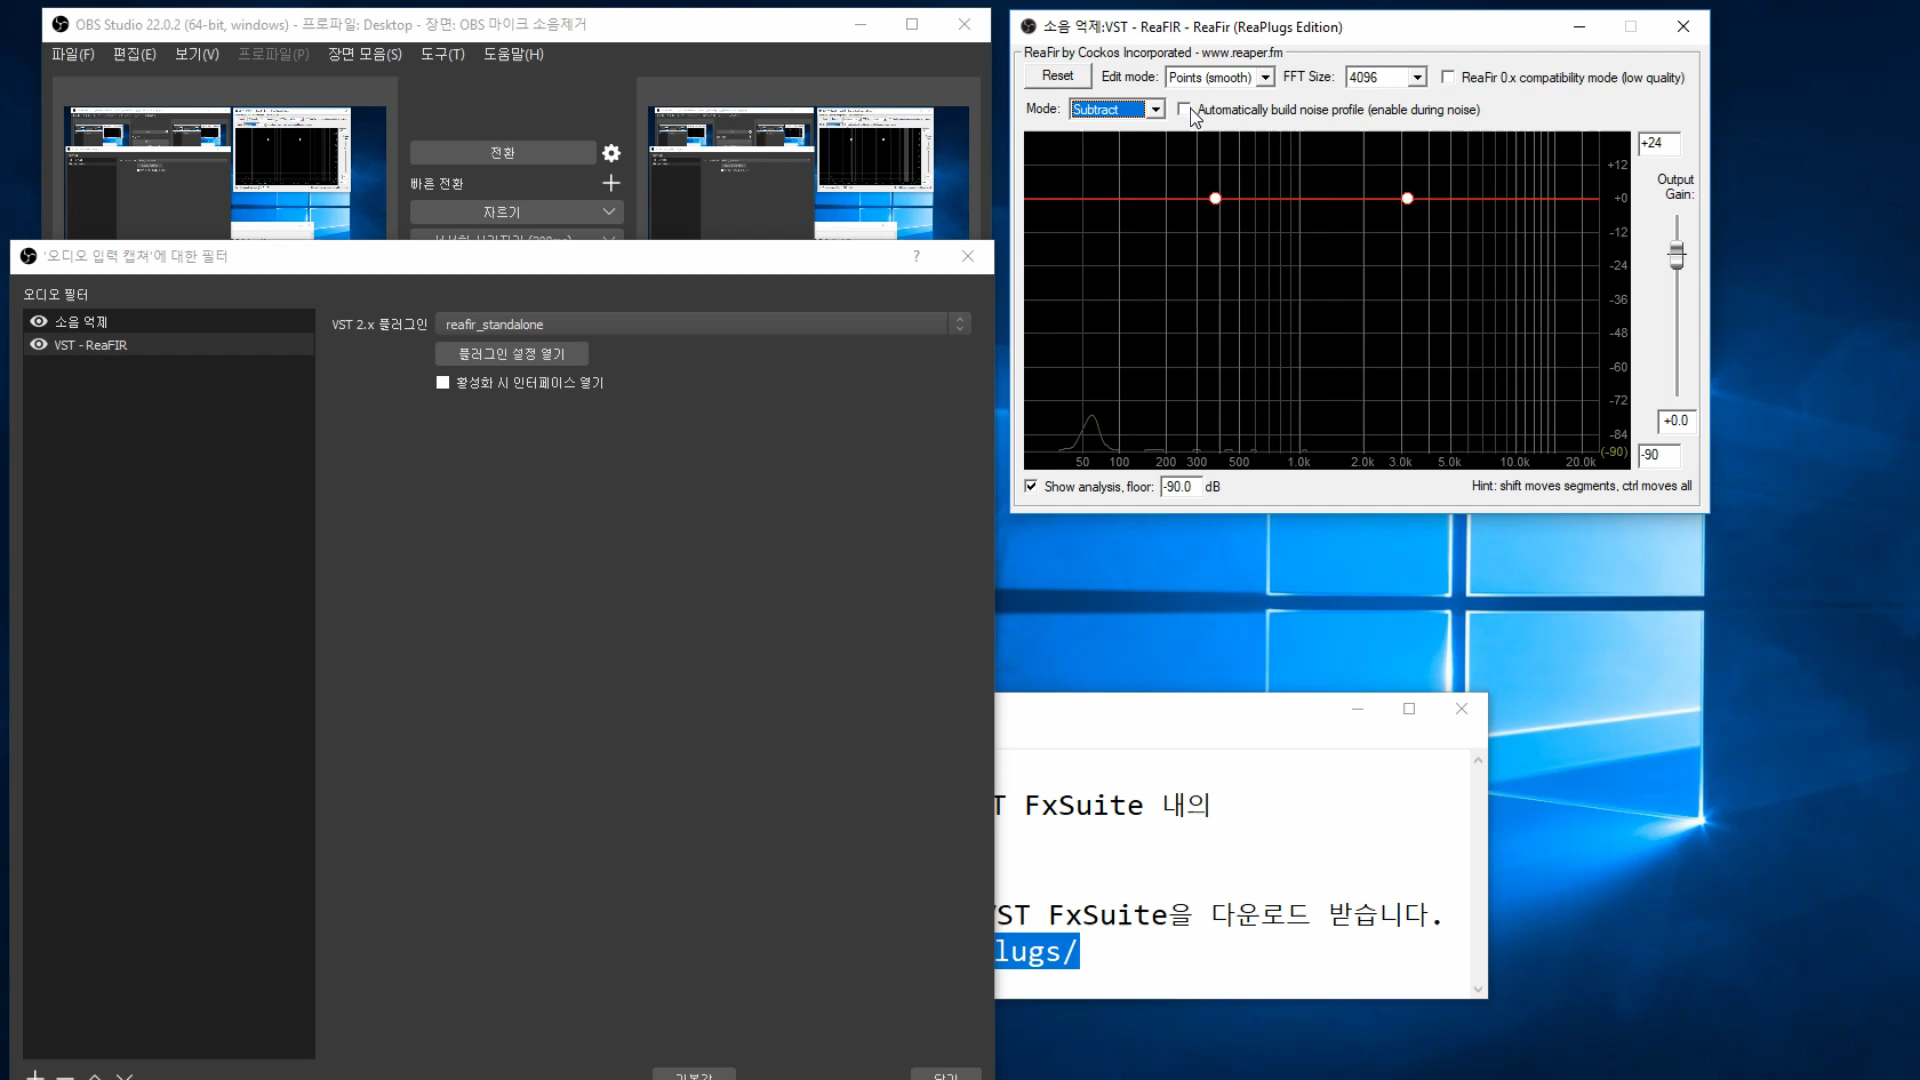 OBS Studio 22.0.2 (64-bit, windows) - 프로파일: Desktop - 장면: OBS 마이크 소음제거
파일(F) 편집(E) 보기(V) 프로파일(P) 장면 모음(S) 도구(T) 도움말(H)
전환
빠른 전환
자르기
'오디오 입력 캡쳐'에 대한 필터
?
오디오 필터
소음 억제
VST - ReaFIR
VST 2.x 플러그인 reafir_standalone
플러그인 설정 열기
활성화 시 인터페이스 열기
기본값
닫기
소음 억제:VST - ReaFIR - ReaFir (ReaPlugs Edition)
ReaFir by Cockos Incorporated - www.reaper.fm
Reset Edit mode: Points (smooth) FFT Size: 4096 ReaFir 0.x compatibility mode (low quality)
Mode: Subtract Automatically build noise profile (enable during noise)
+24
Output
Gain:
+12
+0
-12
-24
-36
-48
-60
-72
-84
(-90)
+0.0
-90
50 100 200 300 500 1.0k 2.0k 3.0k 5.0k 10.0k 20.0k
Show analysis, floor: -90.0 dB Hint: shift moves segments, ctrl moves all
T FxSuite 내의
VST FxSuite을 다운로드 받습니다.
lugs/